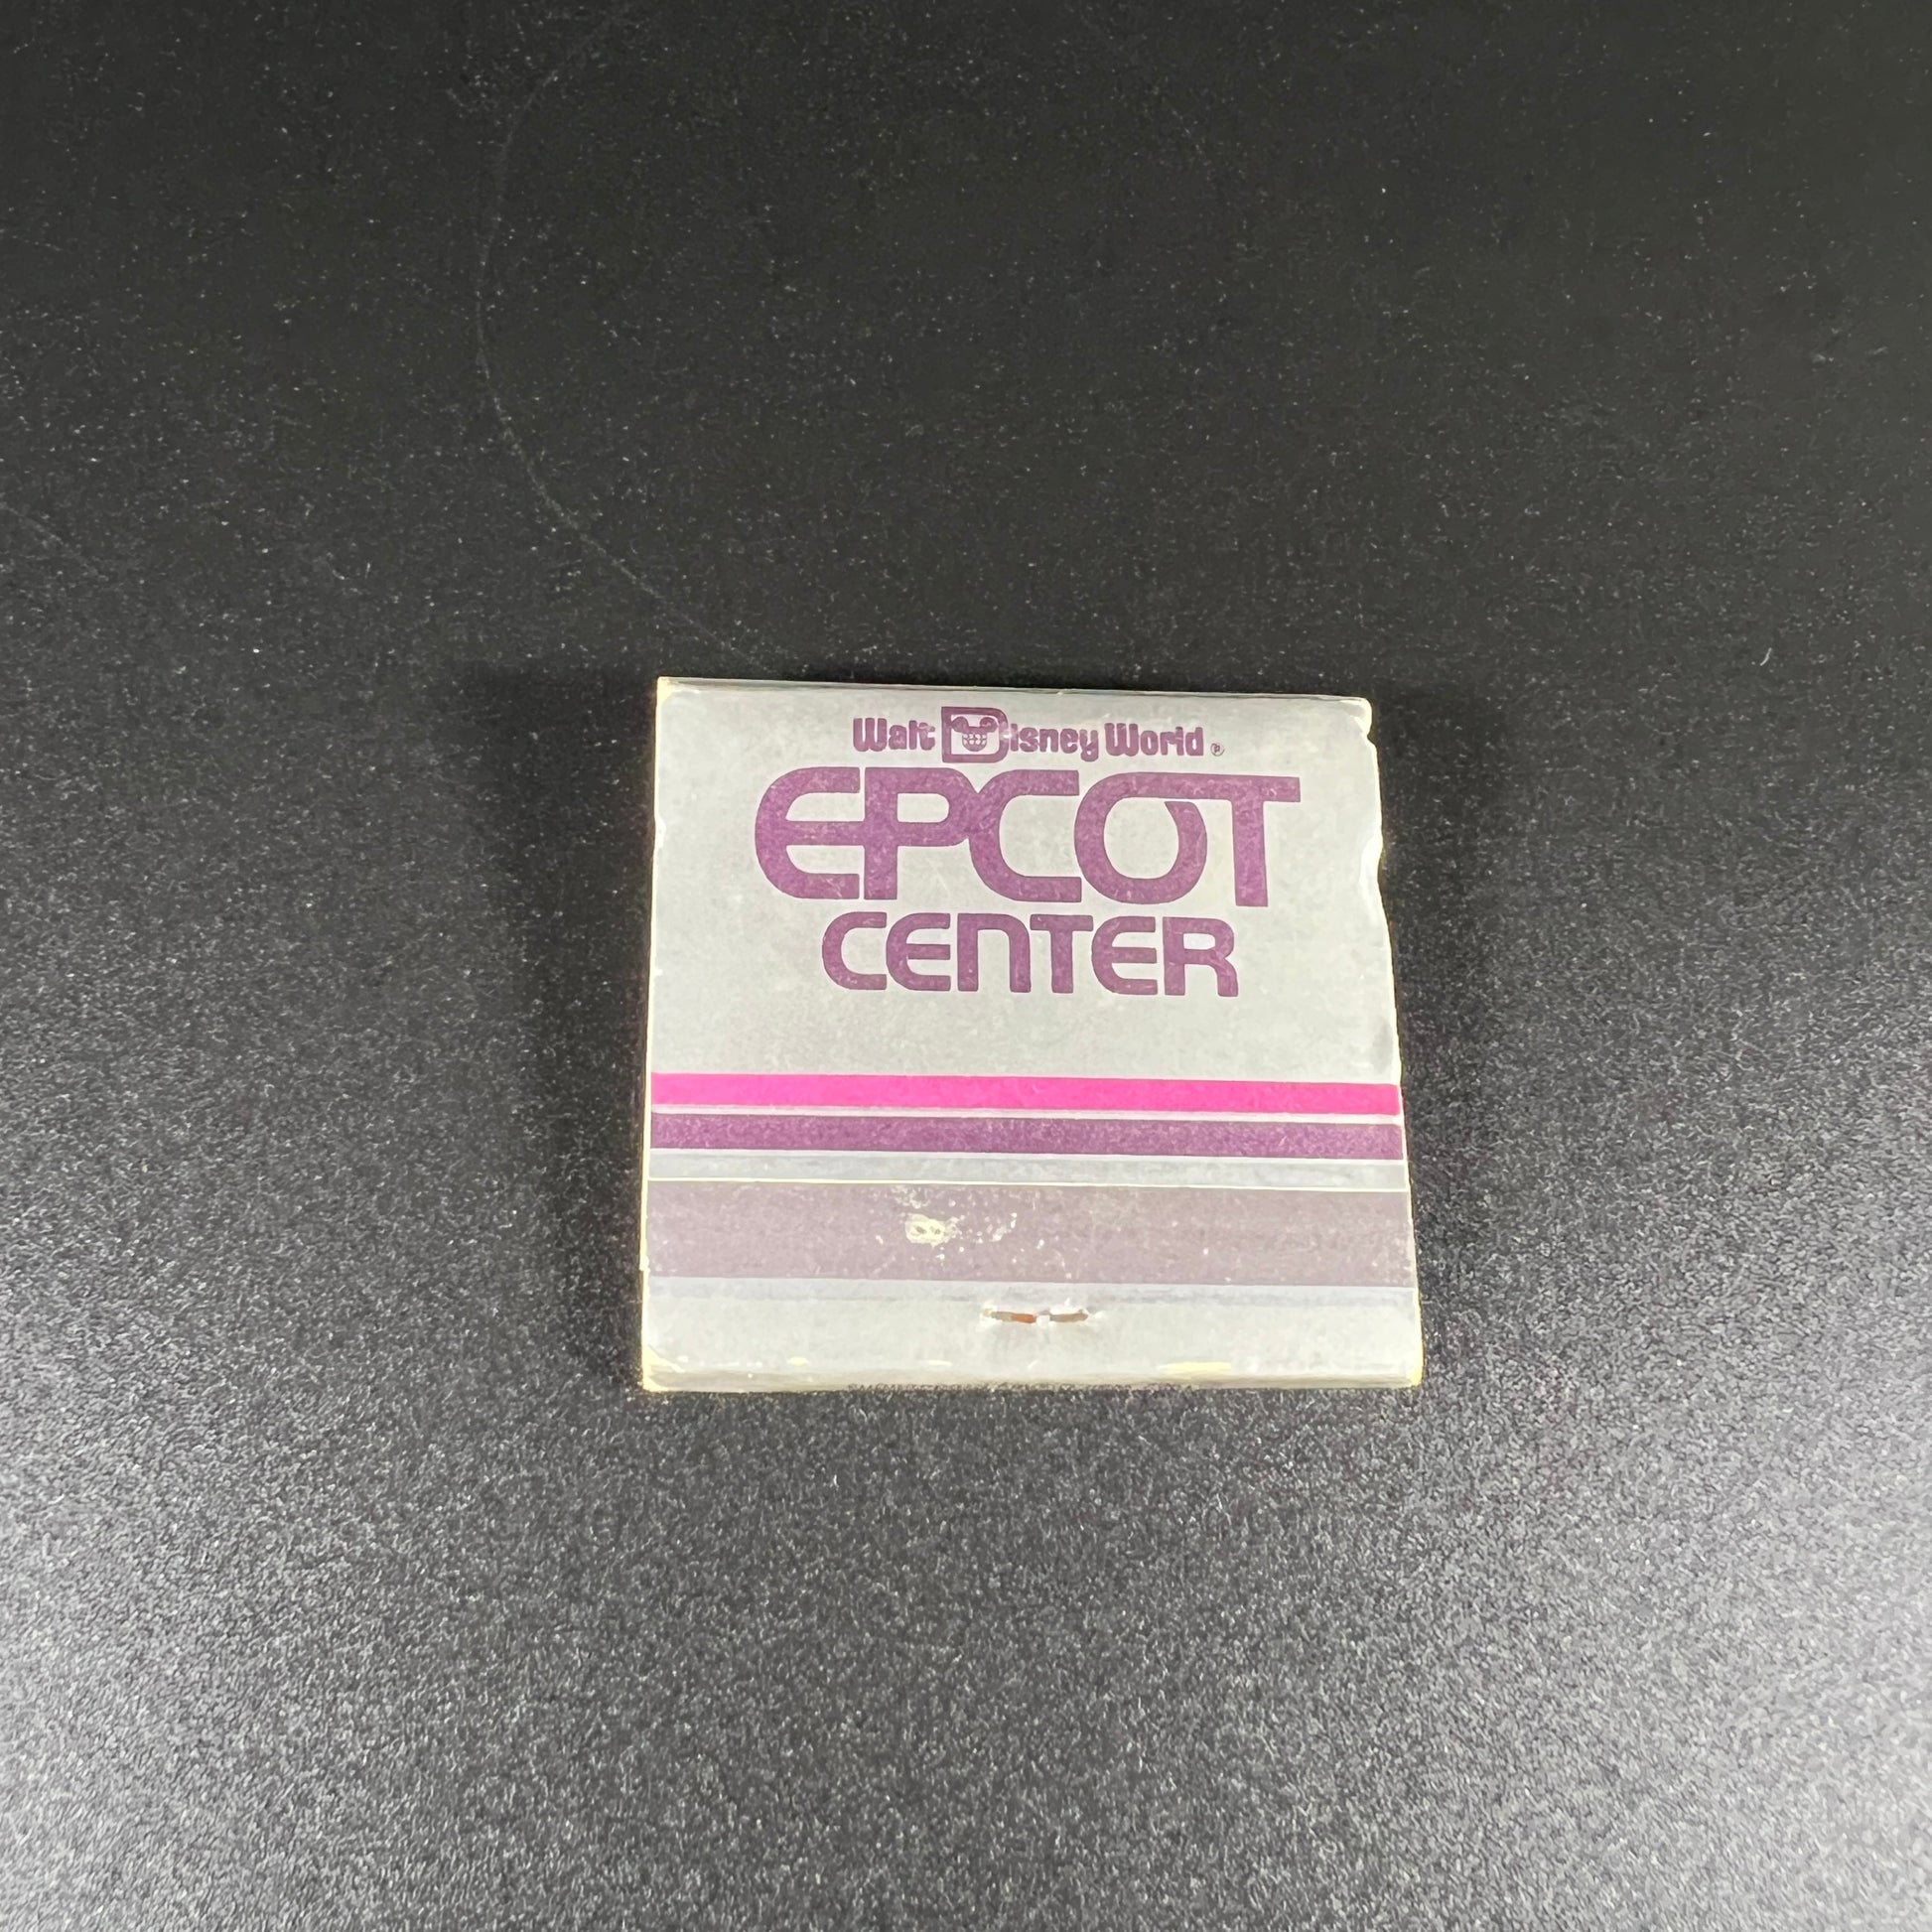 Walt Disney World ®
EPCOT
CENTER